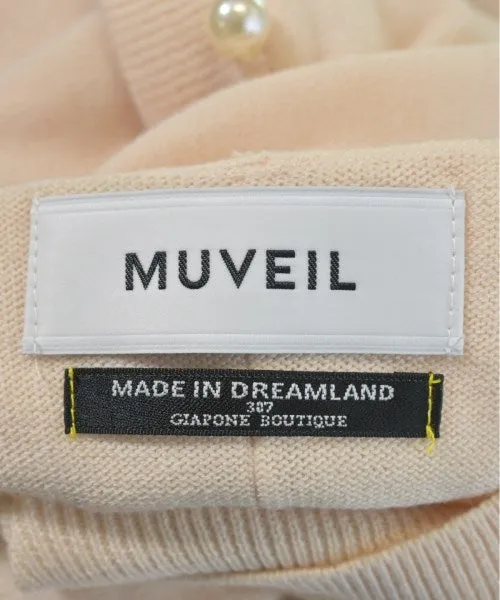 MUVEIL
MADE IN DREAMLAND
387
GIAPONE BOUTIQUE